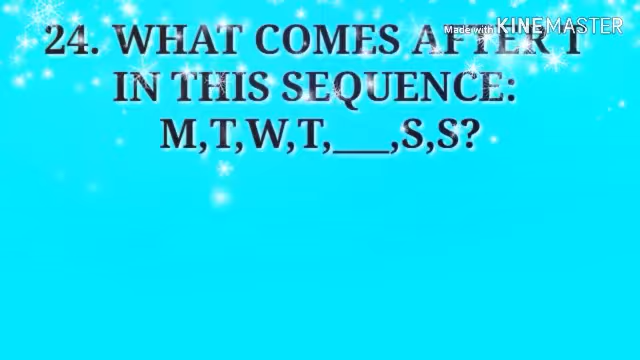 Made with KINEMASTER
24. WHAT COMES AFTER T
IN THIS SEQUENCE:
M,T,W,T,___,S,S?